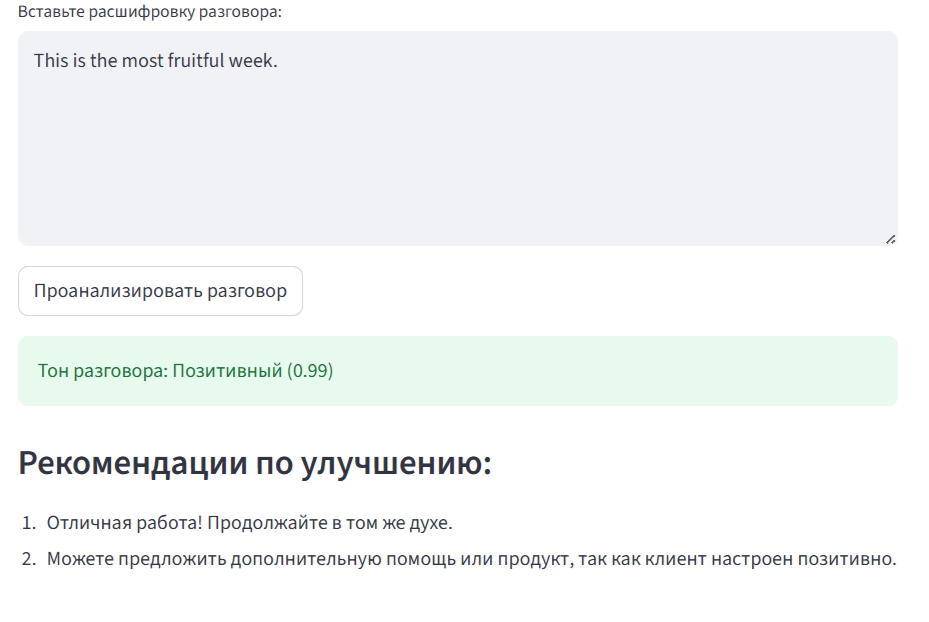 Вставьте расшифровку разговора:
This is the most fruitful week.
Проанализировать разговор
Тон разговора: Позитивный (0.99)
Рекомендации по улучшению:
1. Отличная работа! Продолжайте в том же духе.
2. Можете предложить дополнительную помощь или продукт, так как клиент настроен позитивно.